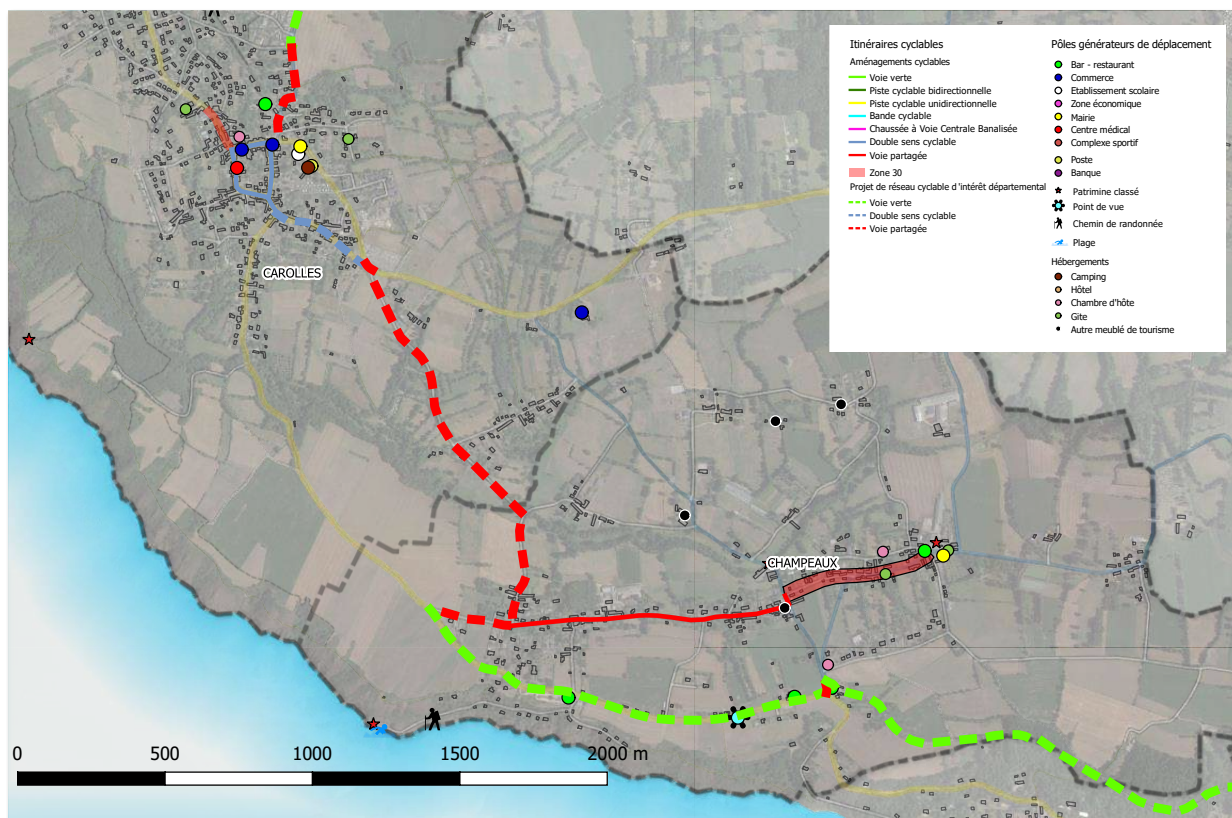 Itinéraires cyclables
Aménagements cyclables
Voie verte
Piste cyclable bidirectionnelle
Piste cyclable unidirectionnelle
Bande cyclable
Chaussée à Voie Centrale Banalisée
Double sens cyclable
Voie partagée
Zone 30
Projet de réseau cyclable d'intérêt départemental
Voie verte
Double sens cyclable
Voie partagée
Pôles générateurs de déplacement
Bar - restaurant
Commerce
Etablissement scolaire
Zone économique
Mairie
Centre médical
Complexe sportif
Poste
Banque
Patrimine classé
Point de vue
Chemin de randonnée
Plage
Hébergements
Camping
Hôtel
Chambre d'hôte
Gite
Autre meublé de tourisme
CAROLLES
CHAMPEAUX
0 500 1000 1500 2000 m